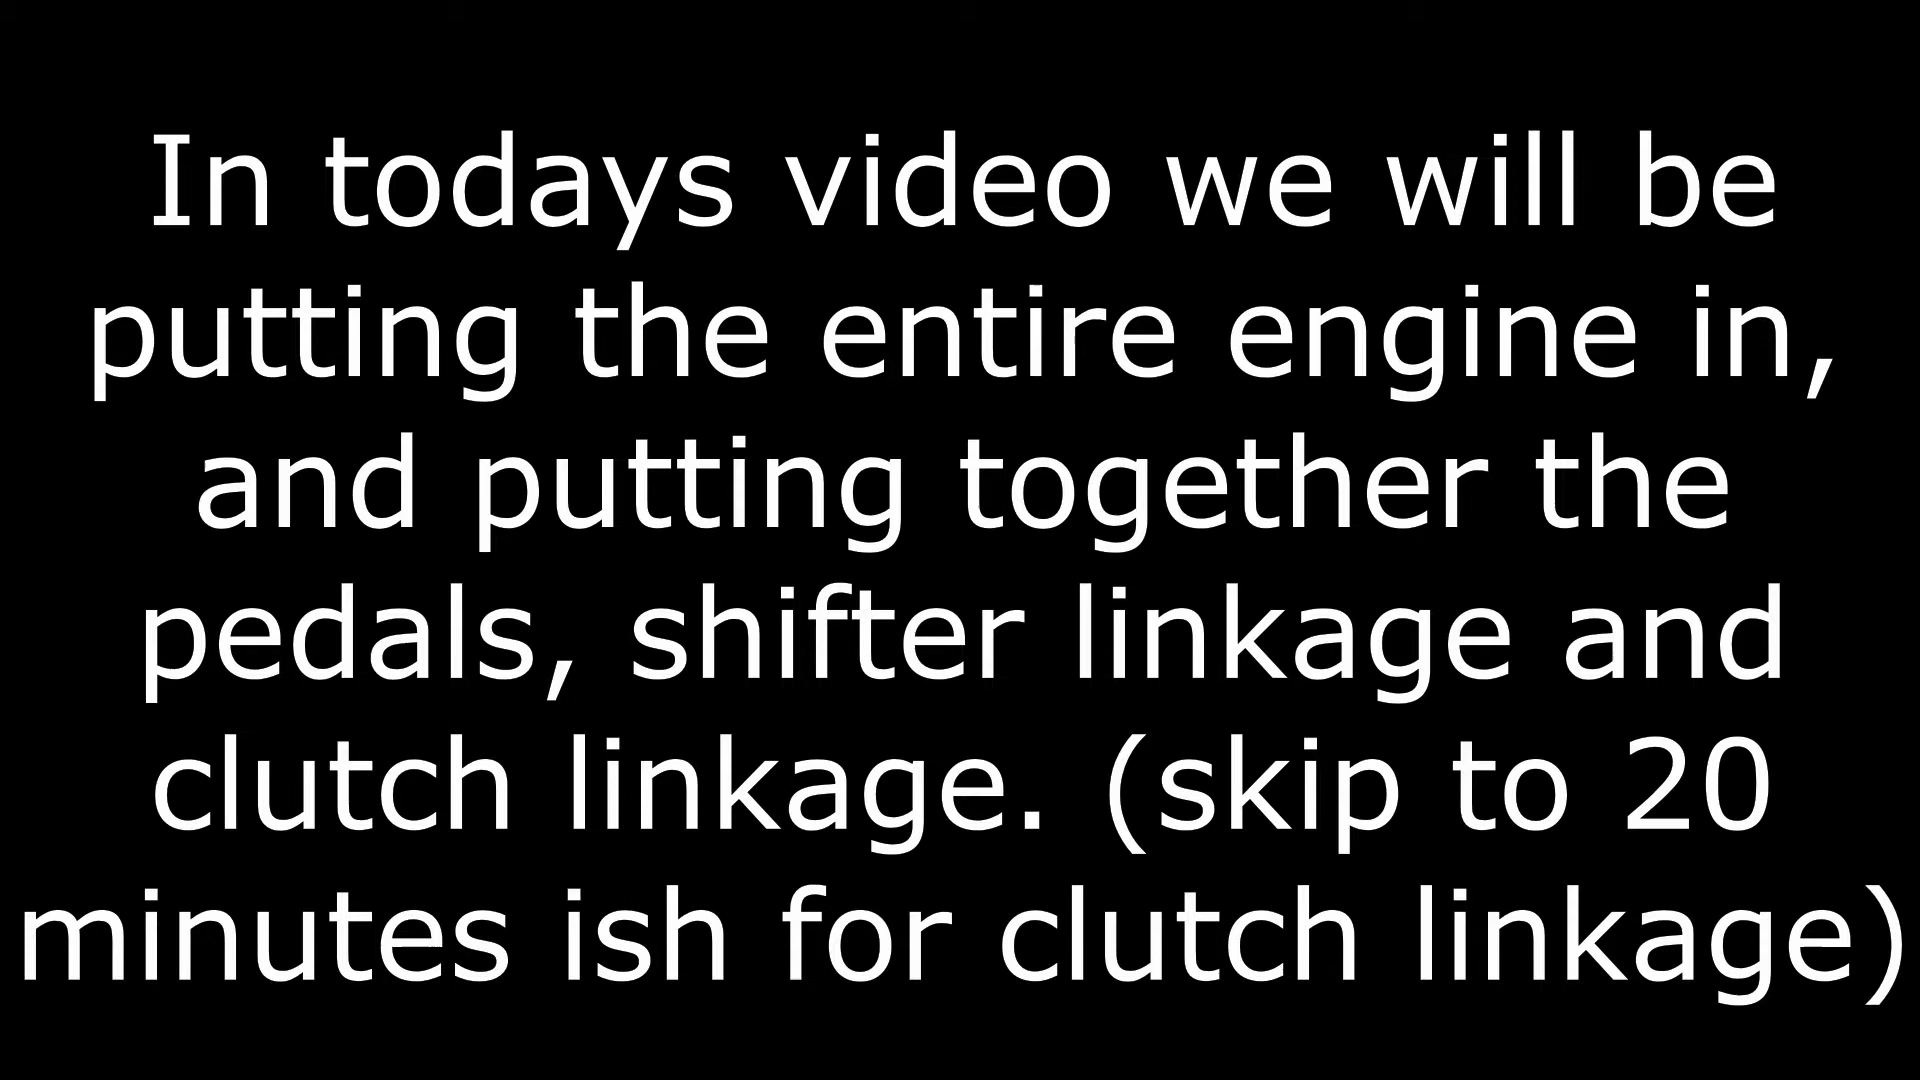 In todays video we will be
putting the entire engine in,
and putting together the
pedals, shifter linkage and
clutch linkage. (skip to 20
minutes ish for clutch linkage)